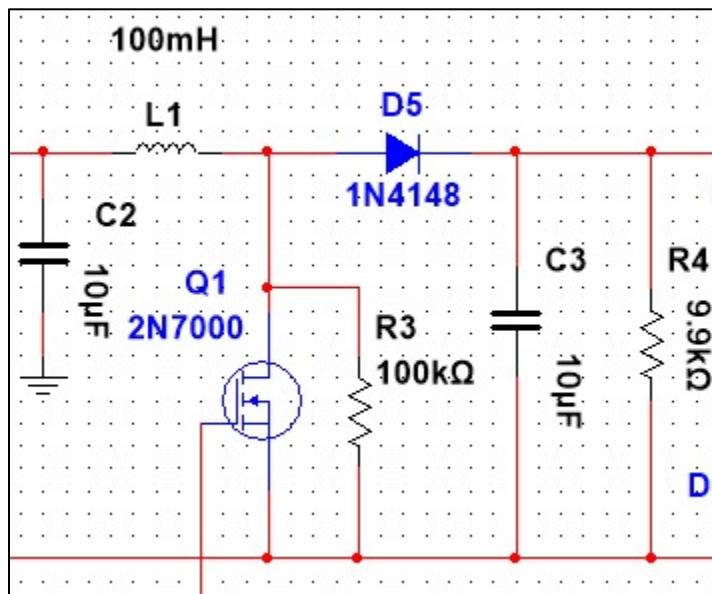 100mH
L1
D5
1N4148
C2
10µF
Q1
2N7000
R3
100kΩ
C3
10µF
R4
9.9kΩ
D